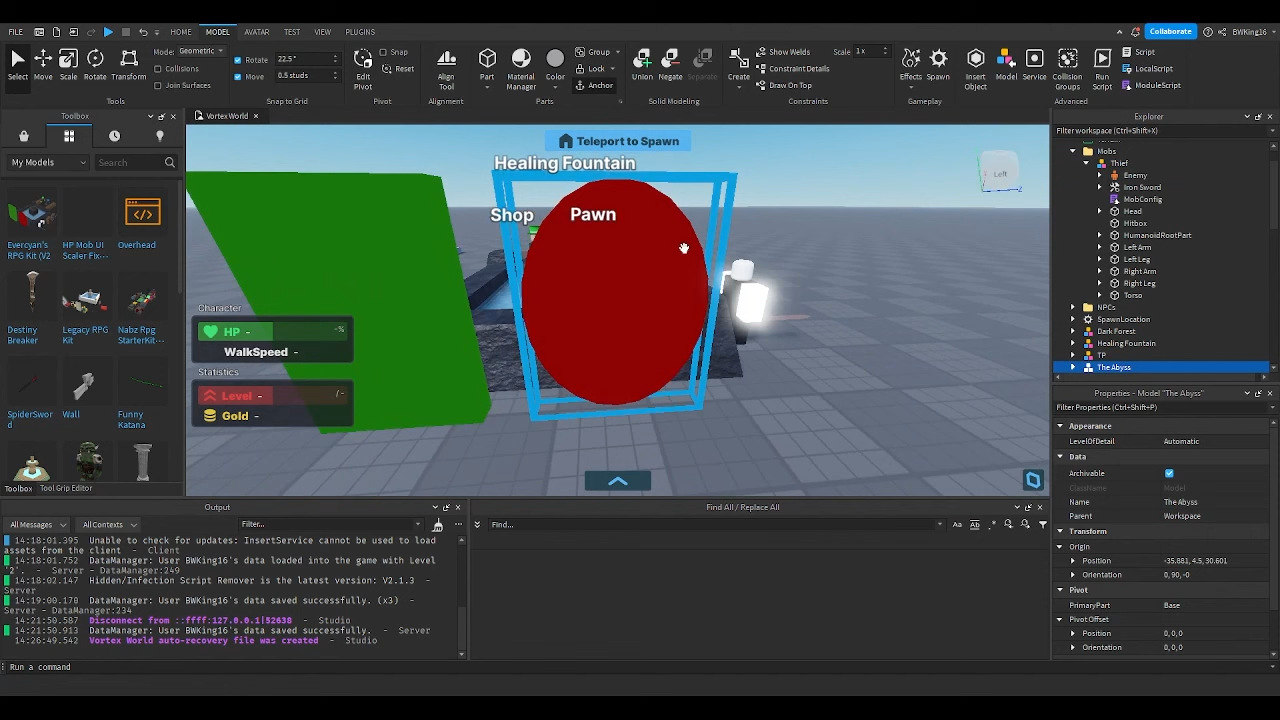 FILE HOME MODEL AVATAR TEST VIEW PLUGINS Collaborate BWKing16
Select Move Scale Rotate Transform
Mode: Geometric
Collisions
Join Surfaces
Tools
Rotate 22.5°
Move 0.5 studs
Snap to Grid
Edit Pivot
Snap
Reset
Pivot
Align Tool
Alignment
Part Material Manager Color
Group
Lock
Anchor
Parts
Union Negate Separate
Solid Modeling
Create
Show Welds Scale 1x
Constraint Details
Draw On Top
Constraints
Effects Spawn
Gameplay
Insert Object Model Service Collision Groups Run Script
Script
LocalScript
ModuleScript
Advanced
Toolbox
My Models Search
Evercyan's RPG Kit (V2
HP Mob UI Scaler Fix…
Overhead
Destiny Breaker
Legacy RPG Kit
Nabz Rpg StarterKit…
SpiderSword
Wall
Funny Katana
Toolbox Tool Grip Editor
VortexWorld
Teleport to Spawn
Healing Fountain
Shop Pawn
Left
Character
HP - -%
WalkSpeed -
Statistics
Level - /-
Gold -
Explorer
Filter workspace (Ctrl+Shift+X)
Mobs
Thief
Enemy
Iron Sword
MobConfig
Head
Hitbox
HumanoidRootPart
Left Arm
Left Leg
Right Arm
Right Leg
Torso
NPCs
SpawnLocation
Dark Forest
Healing Fountain
TP
The Abyss
Properties - Model "The Abyss"
Filter Properties (Ctrl+Shift+P)
Appearance
LevelOfDetail Automatic
Data
Archivable
ClassName Model
Name The Abyss
Parent Workspace
Transform
Origin
Position -35.881, 4.5, 30.601
Orientation 0,90,-0
Pivot
PrimaryPart Base
PivotOffset
Position 0,0,0
Orientation 0,0,0
Output
All Messages All Contexts Filter...
14:18:01.395 Unable to check for updates: InsertService cannot be used to load
assets from the client - Client
14:18:01.752 DataManager: User BWKing16's data loaded into the game with Level
'2'. - Server - DataManager:249
14:18:02.147 Hidden/Infection Script Remover is the latest version: V2.1.3 -
Server
14:19:00.170 DataManager: User BWKing16's data saved successfully. (x3) -
Server - DataManager:234
14:21:50.587 Disconnect from ::ffff:127.0.0.1|52638 - Studio
14:21:50.913 DataManager: User BWKing16's data saved successfully. - Server
14:26:49.542 Vortex World auto-recovery file was created - Studio
Find All / Replace All
Find... Aa Ab
Run a command